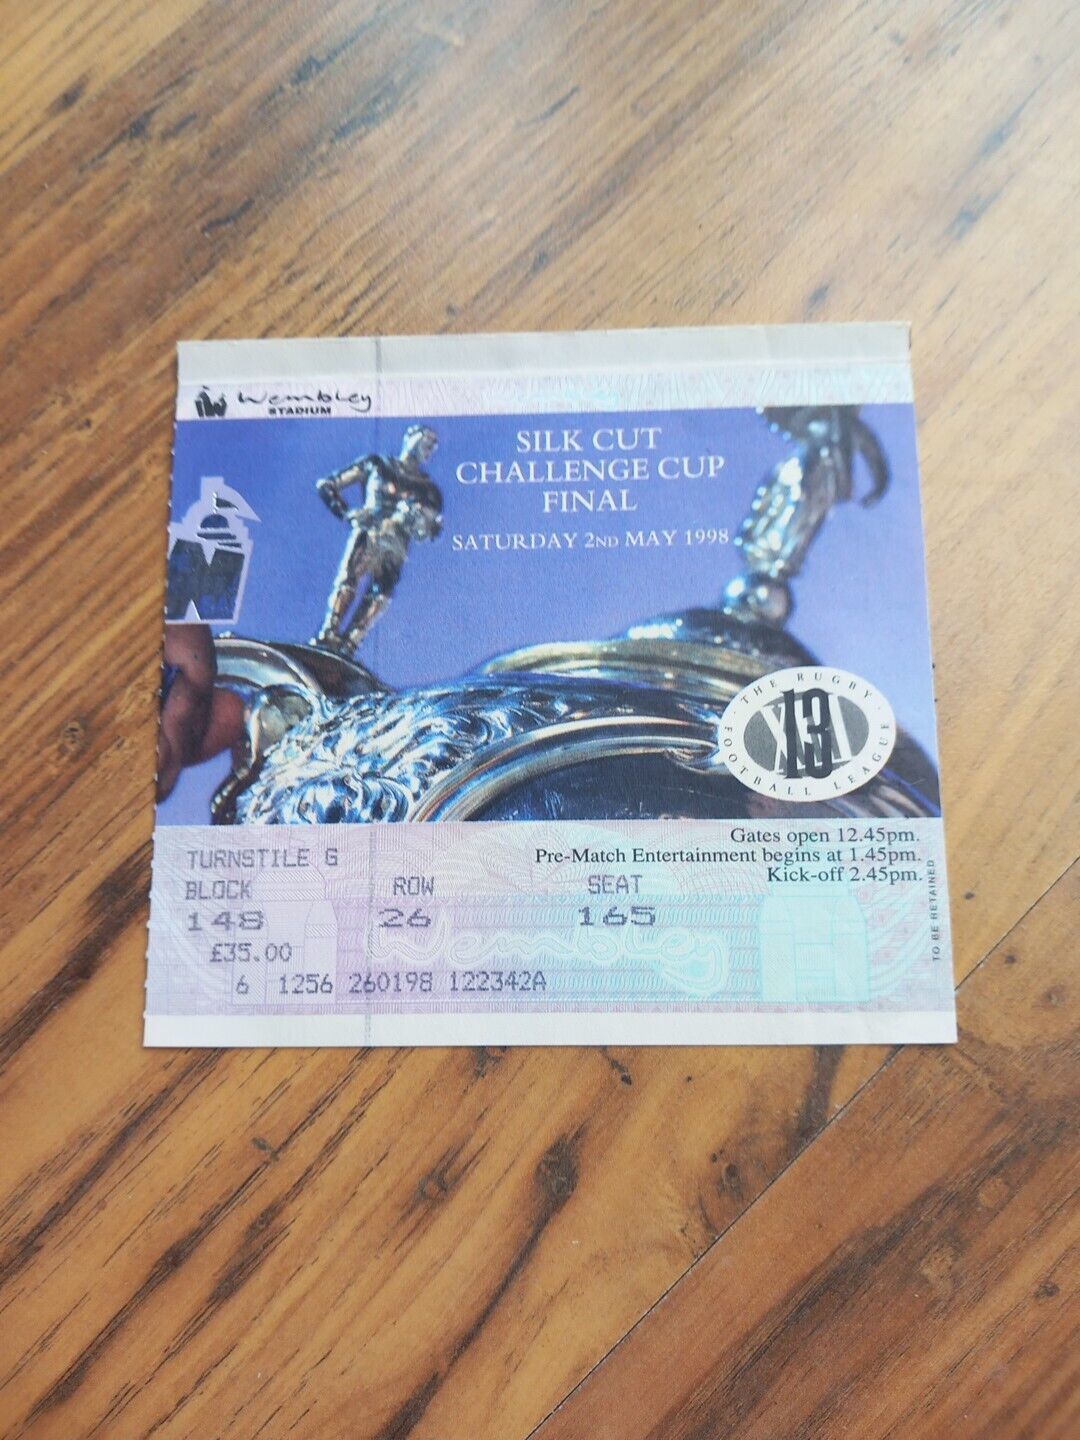 Wembley
STADIUM
SILK CUT
CHALLENGE CUP
FINAL
SATURDAY 2ND MAY 1998
THE RUGBY FOOTBALL LEAGUE
XIII
13
Gates open 12.45pm.
Pre-Match Entertainment begins at 1.45pm.
Kick-off 2.45pm.
TURNSTILE G
BLOCK ROW SEAT
148 26 165
£35.00
6 1256 260198 122342A
Wembley
TO BE RETAINED